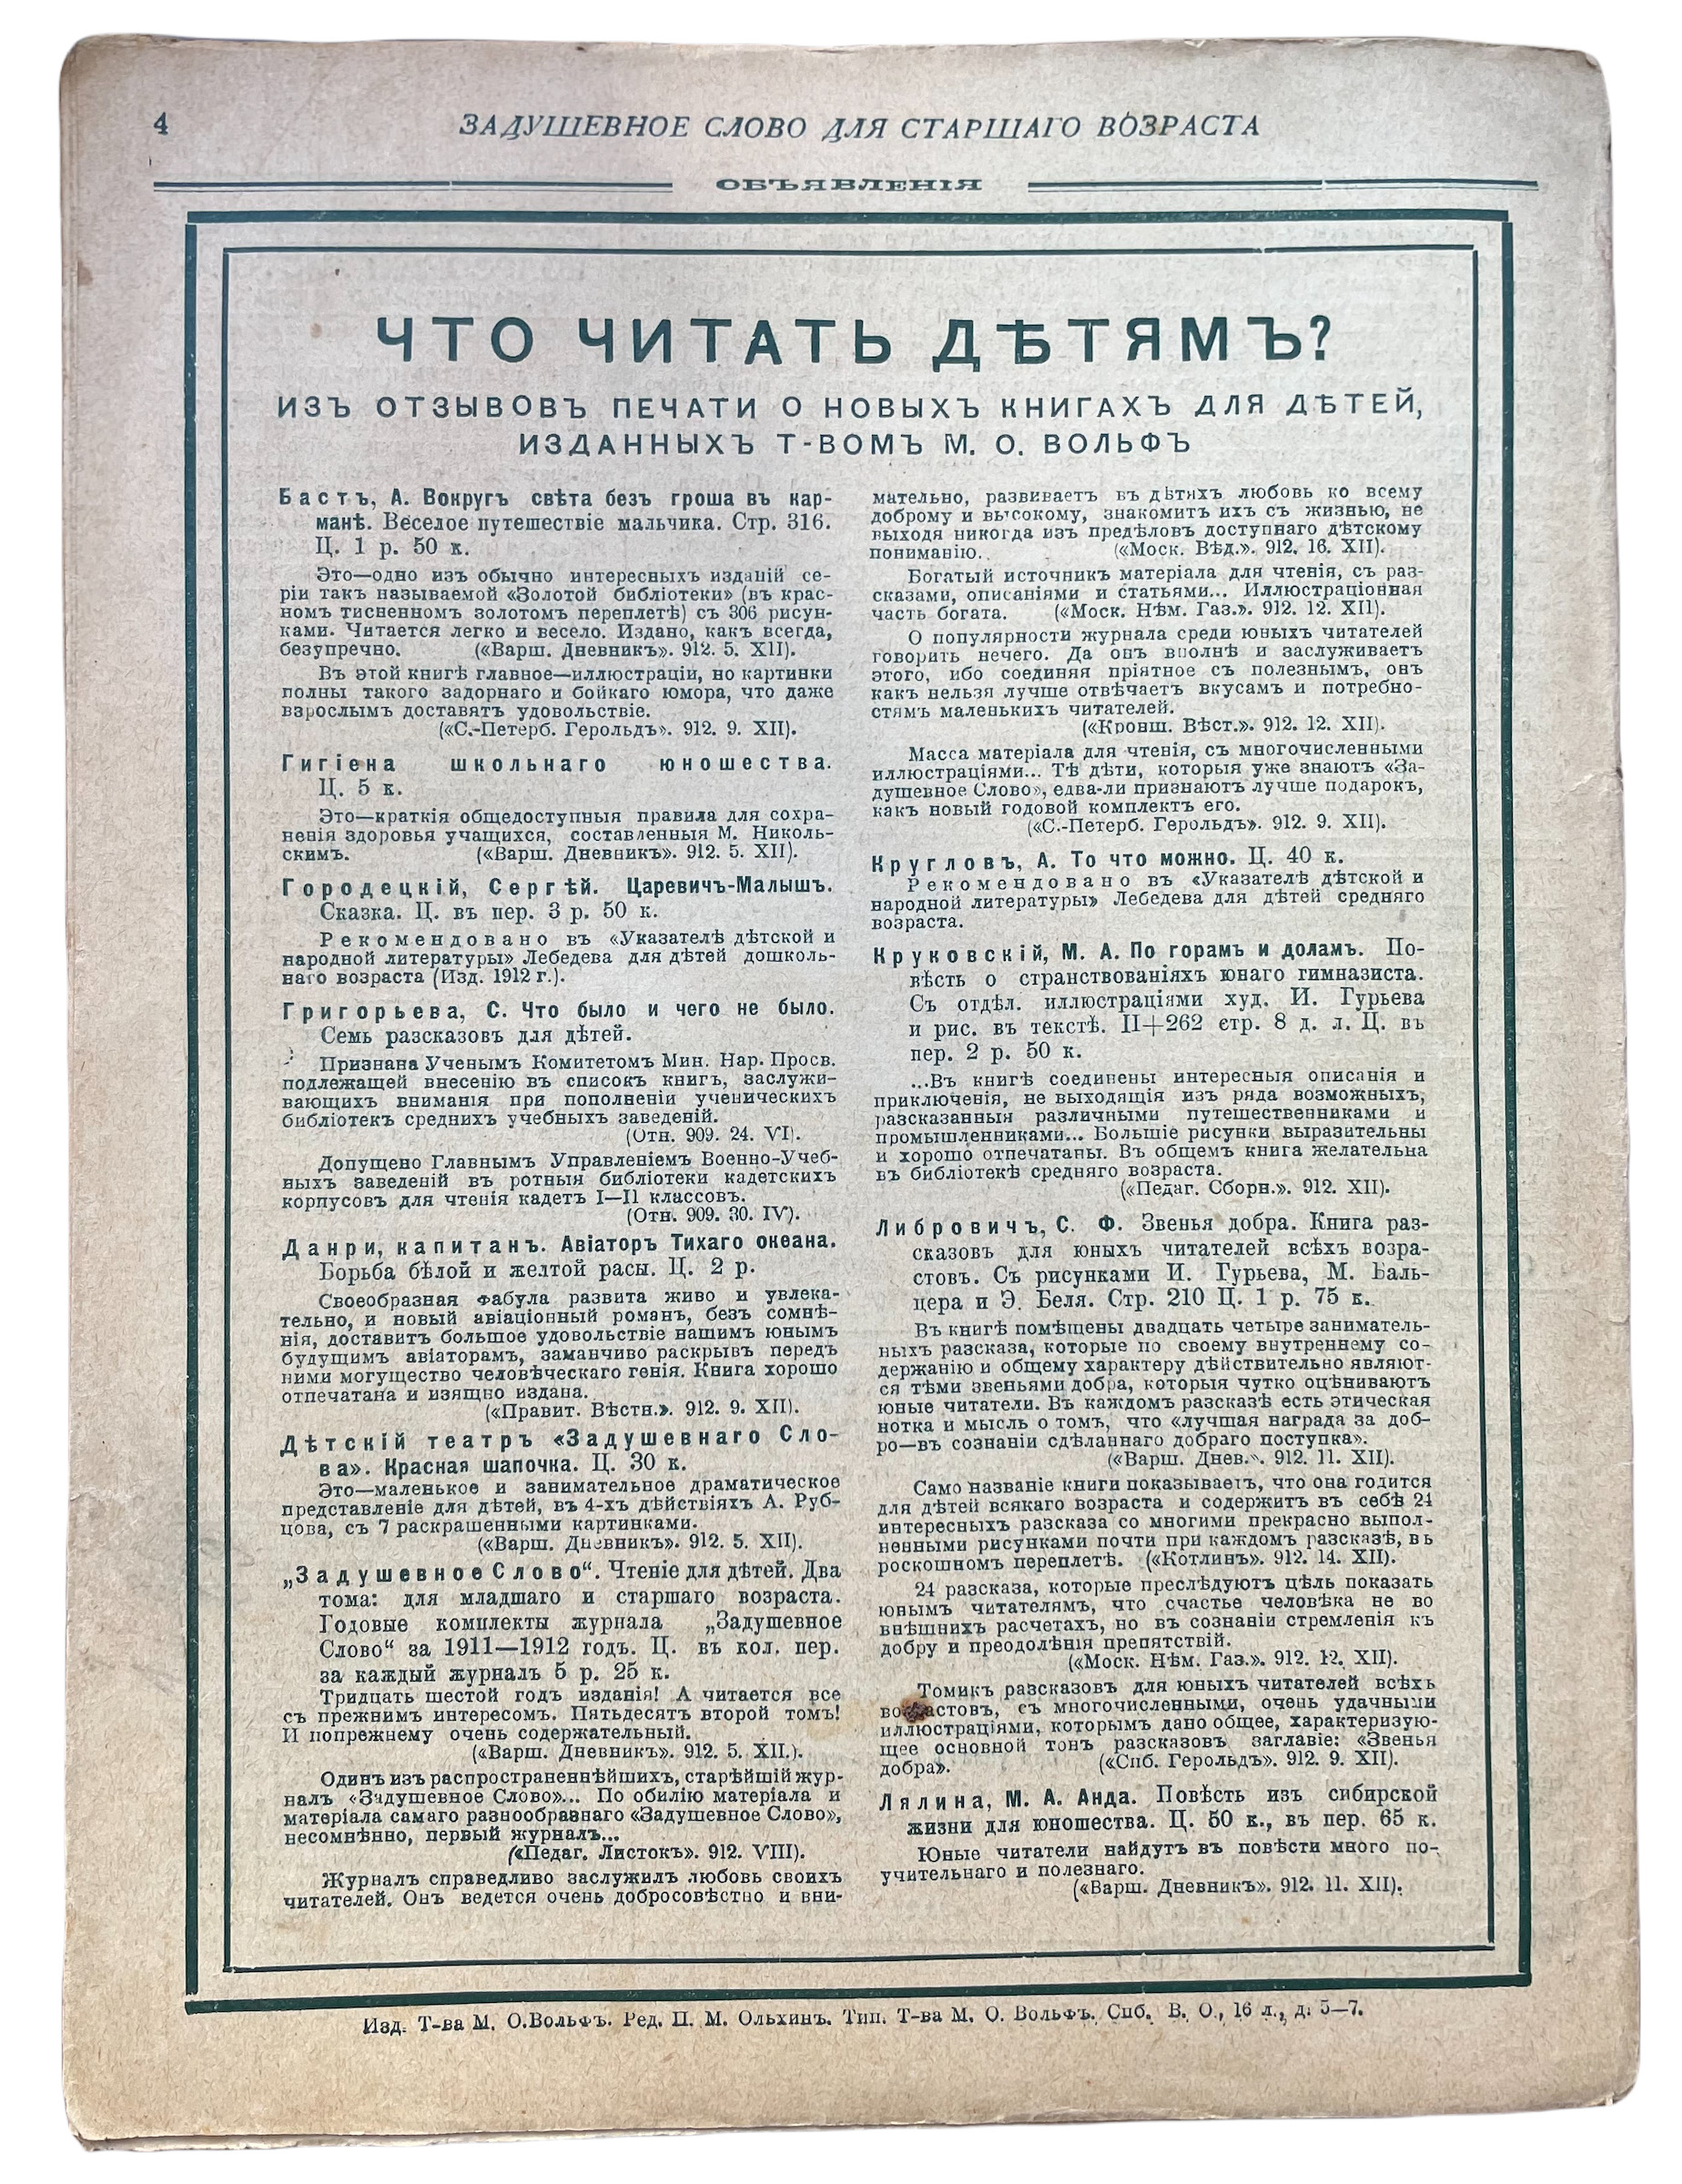 4
ЗАДУШЕВНОЕ СЛОВО ДЛЯ СТАРШАГО ВОЗРАСТА
ОБЪЯВЛЕНІЯ
ЧТО ЧИТАТЬ ДѢТЯМЪ?
ИЗЪ ОТЗЫВОВЪ ПЕЧАТИ О НОВЫХЪ КНИГАХЪ ДЛЯ ДѢТЕЙ,
ИЗДАННЫХЪ Т-ВОМЪ М. О. ВОЛЬФЪ
Бастъ, А. Вокругъ свѣта безъ гроша въ кар-
манѣ. Веселое путешествіе мальчика. Стр. 316.
Ц. 1 р. 50 к.
Это—одно изъ обычно интересныхъ изданій се-
ріи такъ называемой «Золотой библіотеки» (въ крас-
номъ тисненномъ золотомъ переплетѣ) съ 306 рисун-
ками. Читается легко и весело. Издано, какъ всегда,
безупречно. («Варш. Дневникъ». 912. 5. XII).
Въ этой книгѣ главное—иллюстраціи, но картинки
полны такого задорнаго и бойкаго юмора, что даже
взрослымъ доставятъ удовольствіе.
(«С.-Петерб. Герольдъ». 912. 9. XII).
Гигіена школьнаго юношества.
Ц. 5 к.
Это—краткія общедоступныя правила для сохра-
ненія здоровья учащихся, составленныя М. Николь-
скимъ. («Варш. Дневникъ». 912. 5. XII).
Городецкій, Сергѣй. Царевичъ-Малышъ.
Сказка. Ц. въ пер. 3 р. 50 к.
Рекомендовано въ «Указателѣ дѣтской и
народной литературы» Лебедева для дѣтей дошколь-
наго возраста (Изд. 1912 г.).
Григорьева, С. Что было и чего не было.
Семь разсказовъ для дѣтей.
Признана Ученымъ Комитетомъ Мин. Нар. Просв.
подлежащей внесенію въ список книгъ, заслужи-
вающихъ вниманія при пополненіи ученическихъ
библіотекъ среднихъ учебныхъ заведеній.
(Отн. 909. 24. VI).
Допущено Главнымъ Управленіемъ Военно-Учеб-
ныхъ заведеній въ ротныя библіотеки кадетскихъ
корпусовъ для чтенія кадетъ I—II классовъ.
(Отн. 909. 30. IV).
Данри, капитанъ. Авіаторъ Тихаго океана.
Борьба бѣлой и желтой расы. Ц. 2 р.
Своеобразная фабула развита живо и увлека-
тельно, и новый авіаціонный романъ, безъ сомнѣ-
нія, доставитъ большое удовольствіе нашимъ юнымъ
будущимъ авіаторамъ, заманчиво раскрывъ передъ
ними могущество человѣческаго генія. Книга хорошо
отпечатана и изящно издана.
(«Правит. Вѣстн.». 912. 9. XII).
Дѣтскій театръ «Задушевнаго Сло-
ва». Красная шапочка. Ц. 30 к.
Это—маленькое и занимательное драматическое
представленіе для дѣтей, въ 4-хъ дѣйствіяхъ А. Руб-
цова, съ 7 раскрашенными картинками.
(«Варш. Дневникъ». 912. 5. XII).
„Задушевное Слово“. Чтеніе для дѣтей. Два
тома: для младшаго и старшаго возраста.
Годовые комплекты журнала „Задушевное
Слово“ за 1911—1912 годъ. Ц. въ кол. пер.
за каждый журналъ 5 р. 25 к.
Тридцать шестой годъ изданія! А читается все
съ прежнимъ интересомъ. Пятьдесятъ второй томъ!
И попрежнему очень содержательный.
(«Варш. Дневникъ». 912. 5. XII.).
Одинъ изъ распространеннѣйшихъ, старѣйшій жур-
налъ «Задушевное Слово»... По обилію матеріала и
матеріала самаго разнообразнаго «Задушевное Слово»,
несомнѣнно, первый журналъ...
(«Педаг. Листокъ». 912. VIII).
Журналъ справедливо заслужилъ любовь своихъ
читателей. Онъ ведется очень добросовѣстно и вни-
мательно, развиваетъ въ дѣтяхъ любовь ко всему
доброму и высокому, знакомитъ ихъ съ жизнью, не
выходя никогда изъ предѣловъ доступнаго дѣтскому
пониманію. («Моск. Вѣд.». 912. 16. XII).
Богатый источникъ матеріала для чтенія, съ раз-
сказами, описаніями и статьями... Иллюстраціонная
часть богата. («Моск. Нѣм. Газ.». 912. 12. XII).
О популярности журнала среди юныхъ читателей
говорить нечего. Да онъ вполнѣ и заслуживаетъ
этого, ибо соединяя пріятное съ полезнымъ, онъ
какъ нельзя лучше отвѣчаетъ вкусамъ и потребно-
стямъ маленькихъ читателей.
(«Кронш. Вѣст.». 912. 12. XII).
Масса матеріала для чтенія, съ многочисленными
иллюстраціями... Тѣ дѣти, которыя уже знаютъ «За-
душевное Слово», едва-ли признаютъ лучше подарокъ,
какъ новый годовой комплектъ его.
(«С.-Петерб. Герольдъ». 912. 9. XII).
Кругловъ, А. То что можно. Ц. 40 к.
Рекомендовано въ «Указателѣ дѣтской и
народной литературы» Лебедева для дѣтей средняго
возраста.
Круковскій, М. А. По горамъ и доламъ. По-
вѣсть о странствованіяхъ юнаго гимназиста.
Съ отдѣл. иллюстраціями худ. И. Гурьева
и рис. въ текстѣ. II+262 стр. 8 д. л. Ц. въ
пер. 2 р. 50 к.
...Въ книгѣ соединены интересныя описанія и
приключенія, не выходящія изъ ряда возможныхъ,
разсказанныя различными путешественниками и
промышленниками... Большіе рисунки выразительны
и хорошо отпечатаны. Въ общемъ книга желательна
въ библіотекѣ средняго возраста.
(«Педаг. Сборн.». 912. XII).
Либровичъ, С. Ф. Звенья добра. Книга раз-
сказовъ для юныхъ читателей всѣхъ возра-
стовъ. Съ рисунками И. Гурьева, М. Баль-
цера и Э. Беля. Стр. 210 Ц. 1 р. 75 к.
Въ книгѣ помѣщены двадцать четыре заниматель-
ныхъ разсказа, которые по своему внутреннему со-
держанію и общему характеру дѣйствительно являют-
ся тѣми звеньями добра, которыя чутко оцѣниваютъ
юные читатели. Въ каждомъ разсказѣ есть этическая
нотка и мысль о томъ, что «лучшая награда за доб-
ро—въ сознаніи сдѣланнаго добраго поступка».
(«Варш. Днев.». 912. 11. XII).
Само названіе книги показываетъ, что она годится
для дѣтей всякаго возраста и содержитъ въ себѣ 24
интересныхъ разсказа со многими прекрасно выпол-
ненными рисунками почти при каждомъ разсказѣ, въ
роскошномъ переплетѣ. («Котлинъ». 912. 14. XII).
24 разсказа, которые преслѣдуютъ цѣль показать
юнымъ читателямъ, что счастье человѣка не во
внѣшнихъ расчетахъ, но въ сознаніи стремленія къ
добру и преодолѣнія препятствій.
(«Моск. Нѣм. Газ.». 912. 12. XII).
Томикъ разсказовъ для юныхъ читателей всѣхъ
возрастовъ, съ многочисленными, очень удачными
иллюстраціями, которымъ дано общее, характеризую-
щее основной тонъ разсказовъ заглавіе: «Звенья
добра». («Спб. Герольдъ». 912. 9. XII).
Лялина, М. А. Анда. Повѣсть изъ сибирской
жизни для юношества. Ц. 50 к., въ пер. 65 к.
Юные читатели найдутъ въ повѣсти много по-
учительнаго и полезнаго.
(«Варш. Дневникъ». 912. 11. XII).
Изд. Т-ва М. О. Вольфъ. Ред. П. М. Ольхинъ. Тип. Т-ва М. О. Вольфъ. Спб. В. О., 16 л., д. 5—7.